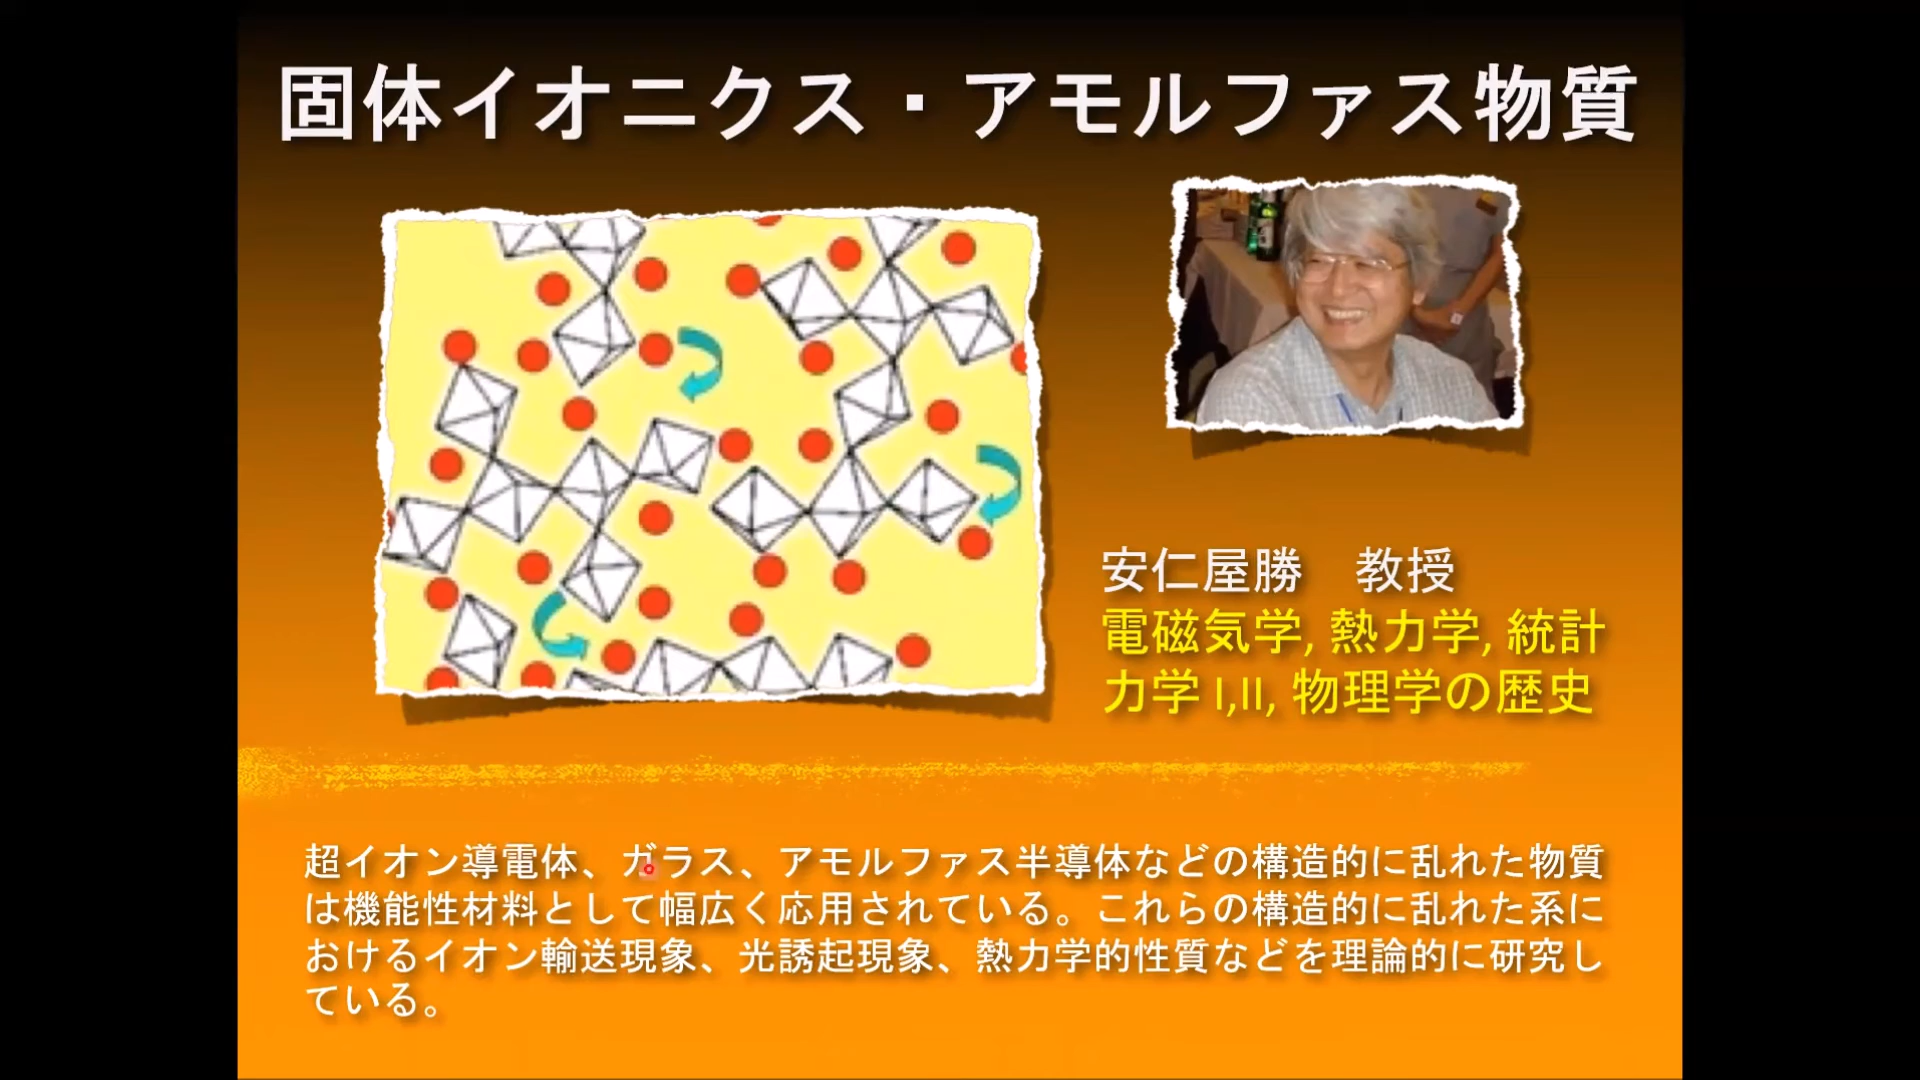 固体イオニクス・アモルファス物質
安仁屋勝　教授
電磁気学, 熱力学, 統計
力学 I,II, 物理学の歴史
超イオン導電体、ガラス、アモルファス半導体などの構造的に乱れた物質
は機能性材料として幅広く応用されている。これらの構造的に乱れた系に
おけるイオン輸送現象、光誘起現象、熱力学的性質などを理論的に研究し
ている。